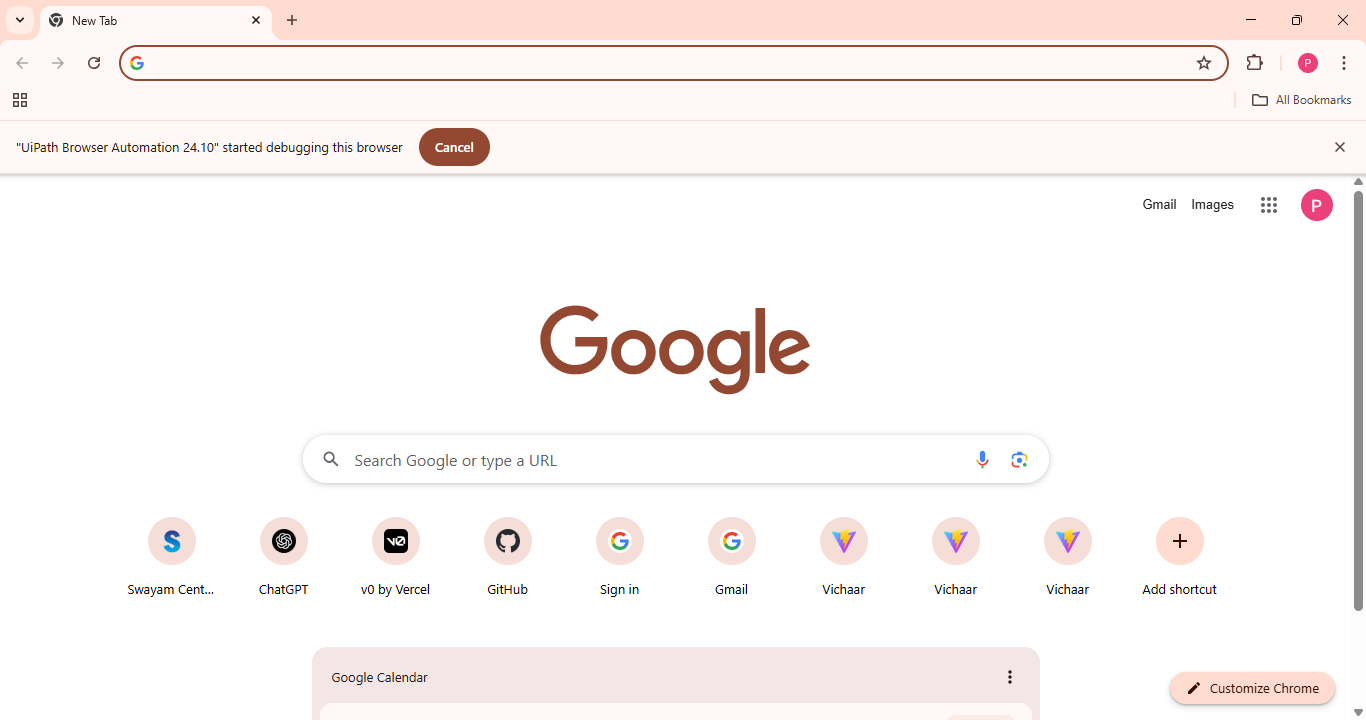 New Tab
P
All Bookmarks
"UiPath Browser Automation 24.10" started debugging this browser
Cancel
Gmail Images
P
Google
Search Google or type a URL
Swayam Cent... ChatGPT v0 by Vercel GitHub Sign in Gmail Vichaar Vichaar Vichaar Add shortcut
Google Calendar
Customize Chrome